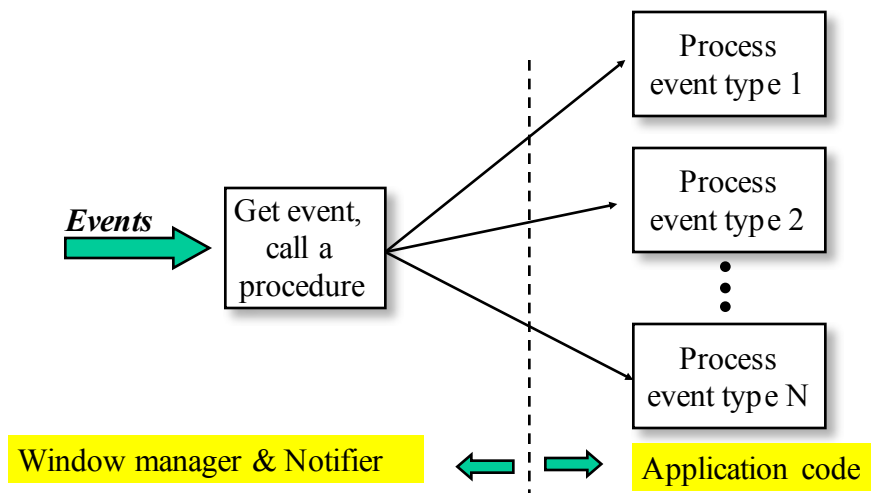 Process
event type 1
Events
Get event,
call a
procedure
Process
event type 2
Process
event type N
Window manager & Notifier
Application code